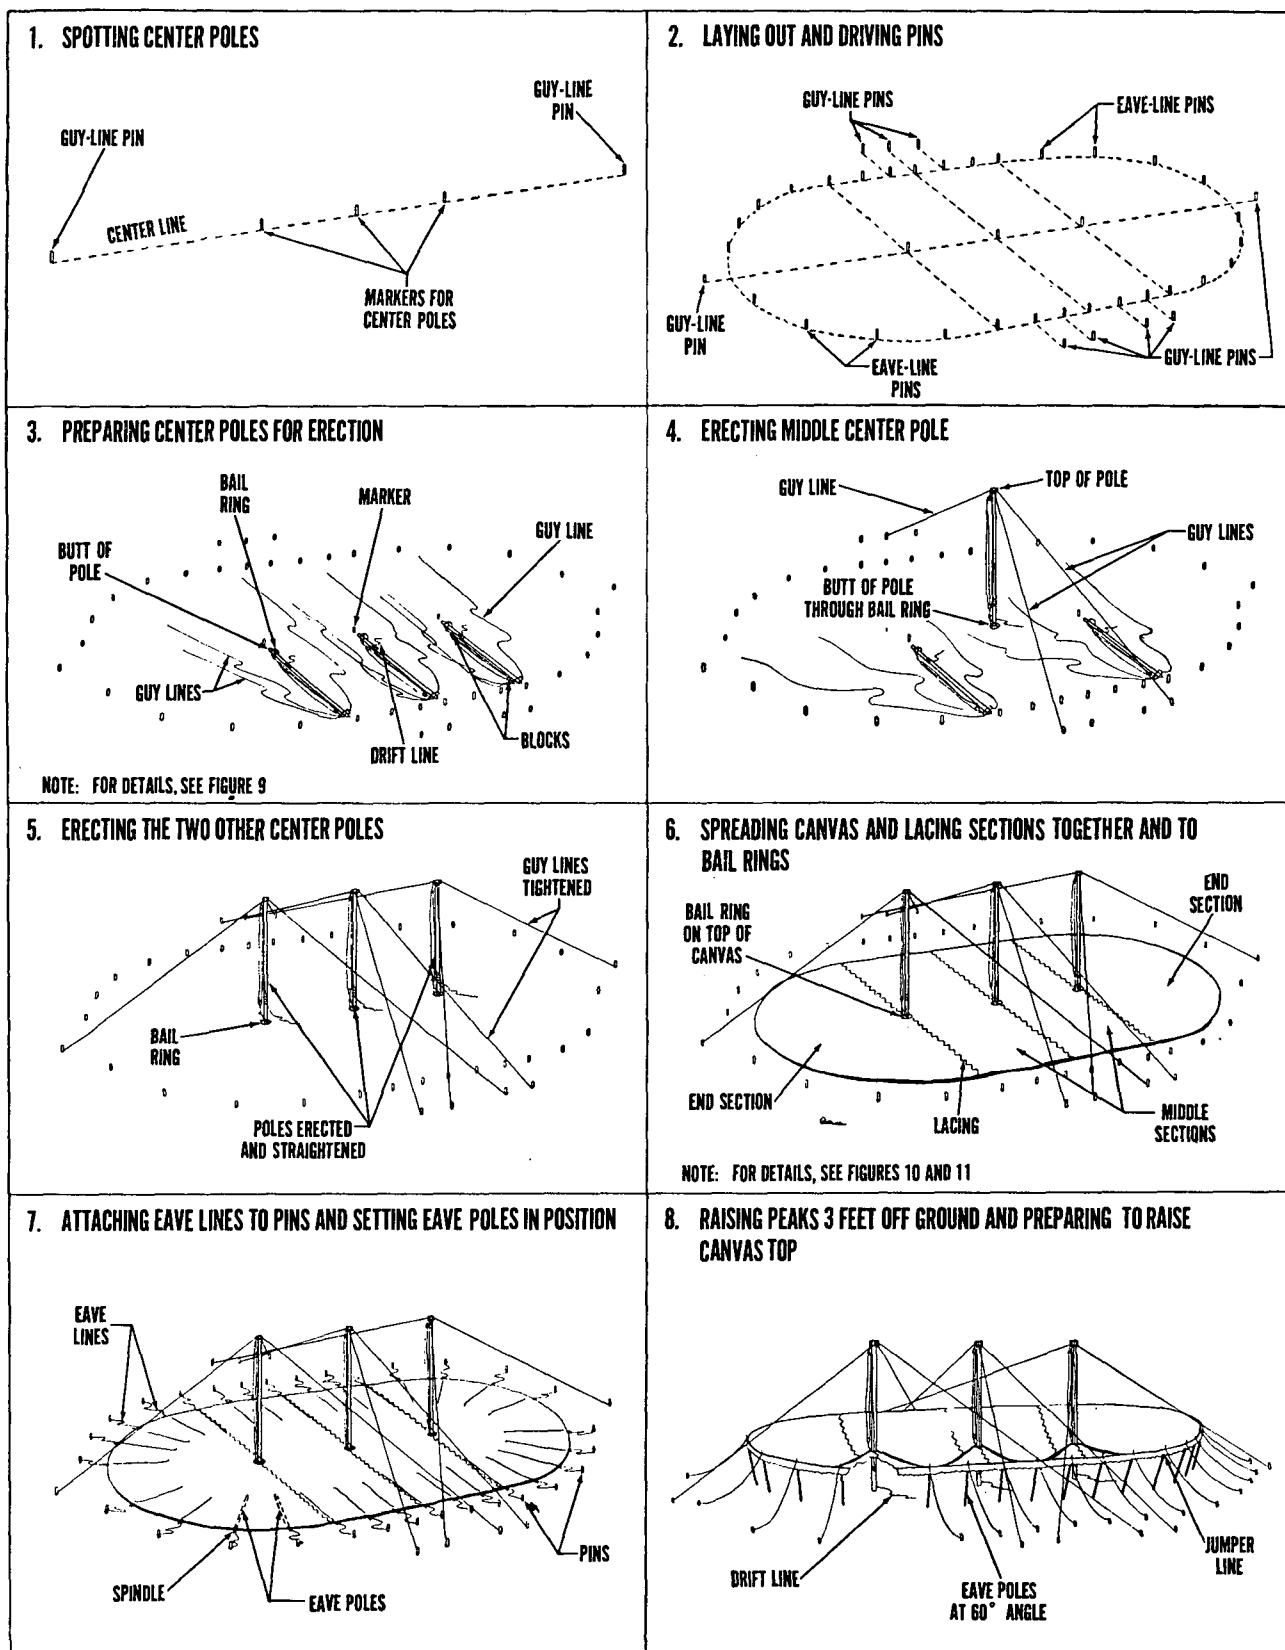 1. SPOTTING CENTER POLES
GUY-LINE PIN
GUY-LINE
PIN
CENTER LINE
MARKERS FOR
CENTER POLES
2. LAYING OUT AND DRIVING PINS
GUY-LINE PINS
EAVE-LINE PINS
GUY-LINE
PIN
EAVE-LINE
PINS
GUY-LINE PINS
3. PREPARING CENTER POLES FOR ERECTION
BAIL
RING
MARKER
GUY LINE
BUTT OF
POLE
GUY LINES
DRIFT LINE
BLOCKS
NOTE: FOR DETAILS, SEE FIGURE 9
4. ERECTING MIDDLE CENTER POLE
GUY LINE
TOP OF POLE
GUY LINES
BUTT OF POLE
THROUGH BAIL RING
5. ERECTING THE TWO OTHER CENTER POLES
GUY LINES
TIGHTENED
BAIL
RING
POLES ERECTED
AND STRAIGHTENED
6. SPREADING CANVAS AND LACING SECTIONS TOGETHER AND TO
BAIL RINGS
BAIL RING
ON TOP OF
CANVAS
END
SECTION
END SECTION
LACING
MIDDLE
SECTIONS
NOTE: FOR DETAILS, SEE FIGURES 10 AND 11
7. ATTACHING EAVE LINES TO PINS AND SETTING EAVE POLES IN POSITION
EAVE
LINES
SPINDLE
EAVE POLES
PINS
8. RAISING PEAKS 3 FEET OFF GROUND AND PREPARING TO RAISE
CANVAS TOP
DRIFT LINE
EAVE POLES
AT 60° ANGLE
JUMPER
LINE